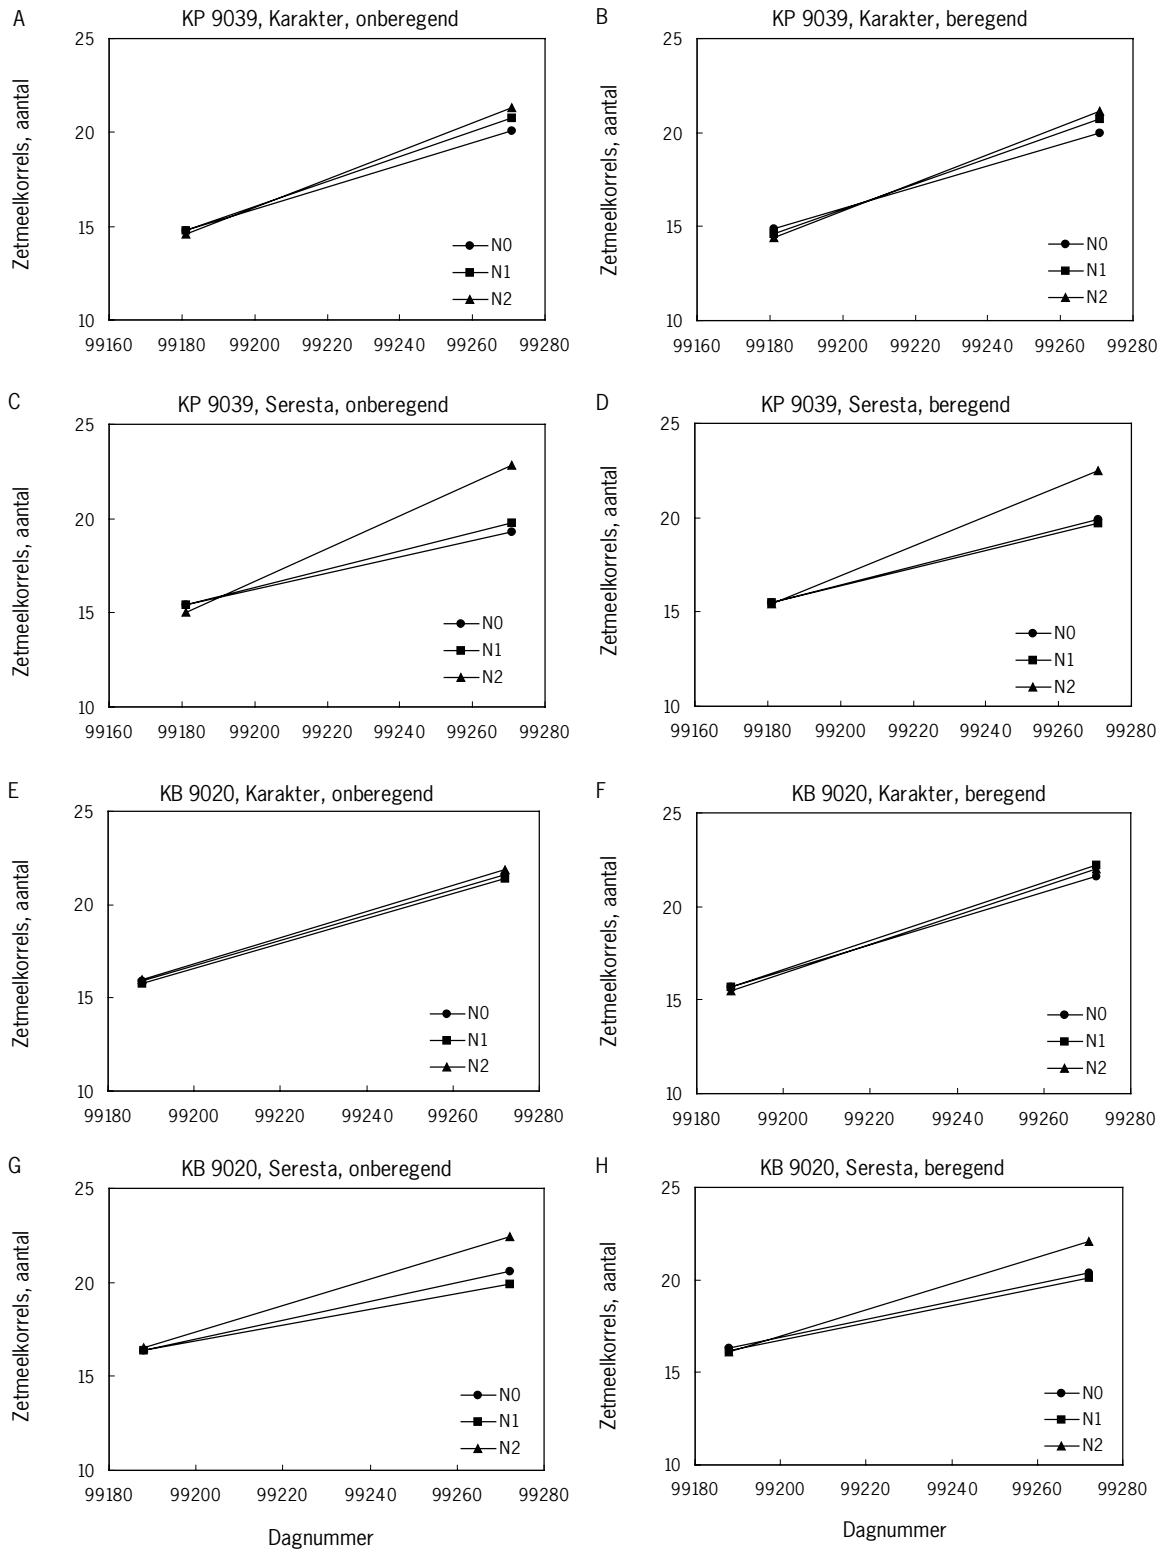 A
KP 9039, Karakter, onberegend
25
20
15
10
Zetmeelkorrels, aantal
N0
N1
N2
99160 99180 99200 99220 99240 99260 99280
B
KP 9039, Karakter, beregend
25
20
15
10
Zetmeelkorrels, aantal
N0
N1
N2
99160 99180 99200 99220 99240 99260 99280
C
KP 9039, Seresta, onberegend
25
20
15
10
Zetmeelkorrels, aantal
N0
N1
N2
99160 99180 99200 99220 99240 99260 99280
D
KP 9039, Seresta, beregend
25
20
15
10
Zetmeelkorrels, aantal
N0
N1
N2
99160 99180 99200 99220 99240 99260 99280
E
KB 9020, Karakter, onberegend
25
20
15
10
Zetmeelkorrels, aantal
N0
N1
N2
99180 99200 99220 99240 99260 99280
F
KB 9020, Karakter, beregend
25
20
15
10
Zetmeelkorrels, aantal
N0
N1
N2
99180 99200 99220 99240 99260 99280
G
KB 9020, Seresta, onberegend
25
20
15
10
Zetmeelkorrels, aantal
N0
N1
N2
99180 99200 99220 99240 99260 99280
Dagnummer
H
KB 9020, Seresta, beregend
25
20
15
10
Zetmeelkorrels, aantal
N0
N1
N2
99180 99200 99220 99240 99260 99280
Dagnummer